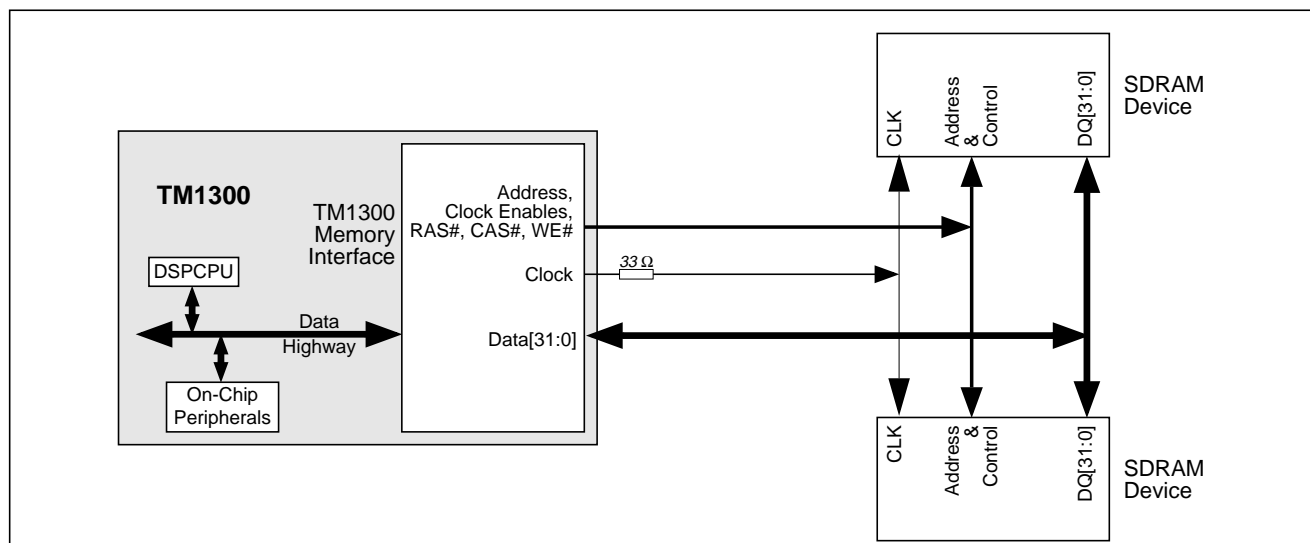 TM1300
DSPCPU
Data
Highway
On-Chip
Peripherals
TM1300
Memory
Interface
Address,
Clock Enables,
RAS#, CAS#, WE#
Clock
Data[31:0]
33 Ω
CLK
Address
&
Control
DQ[31:0]
SDRAM
Device
CLK
Address
&
Control
DQ[31:0]
SDRAM
Device